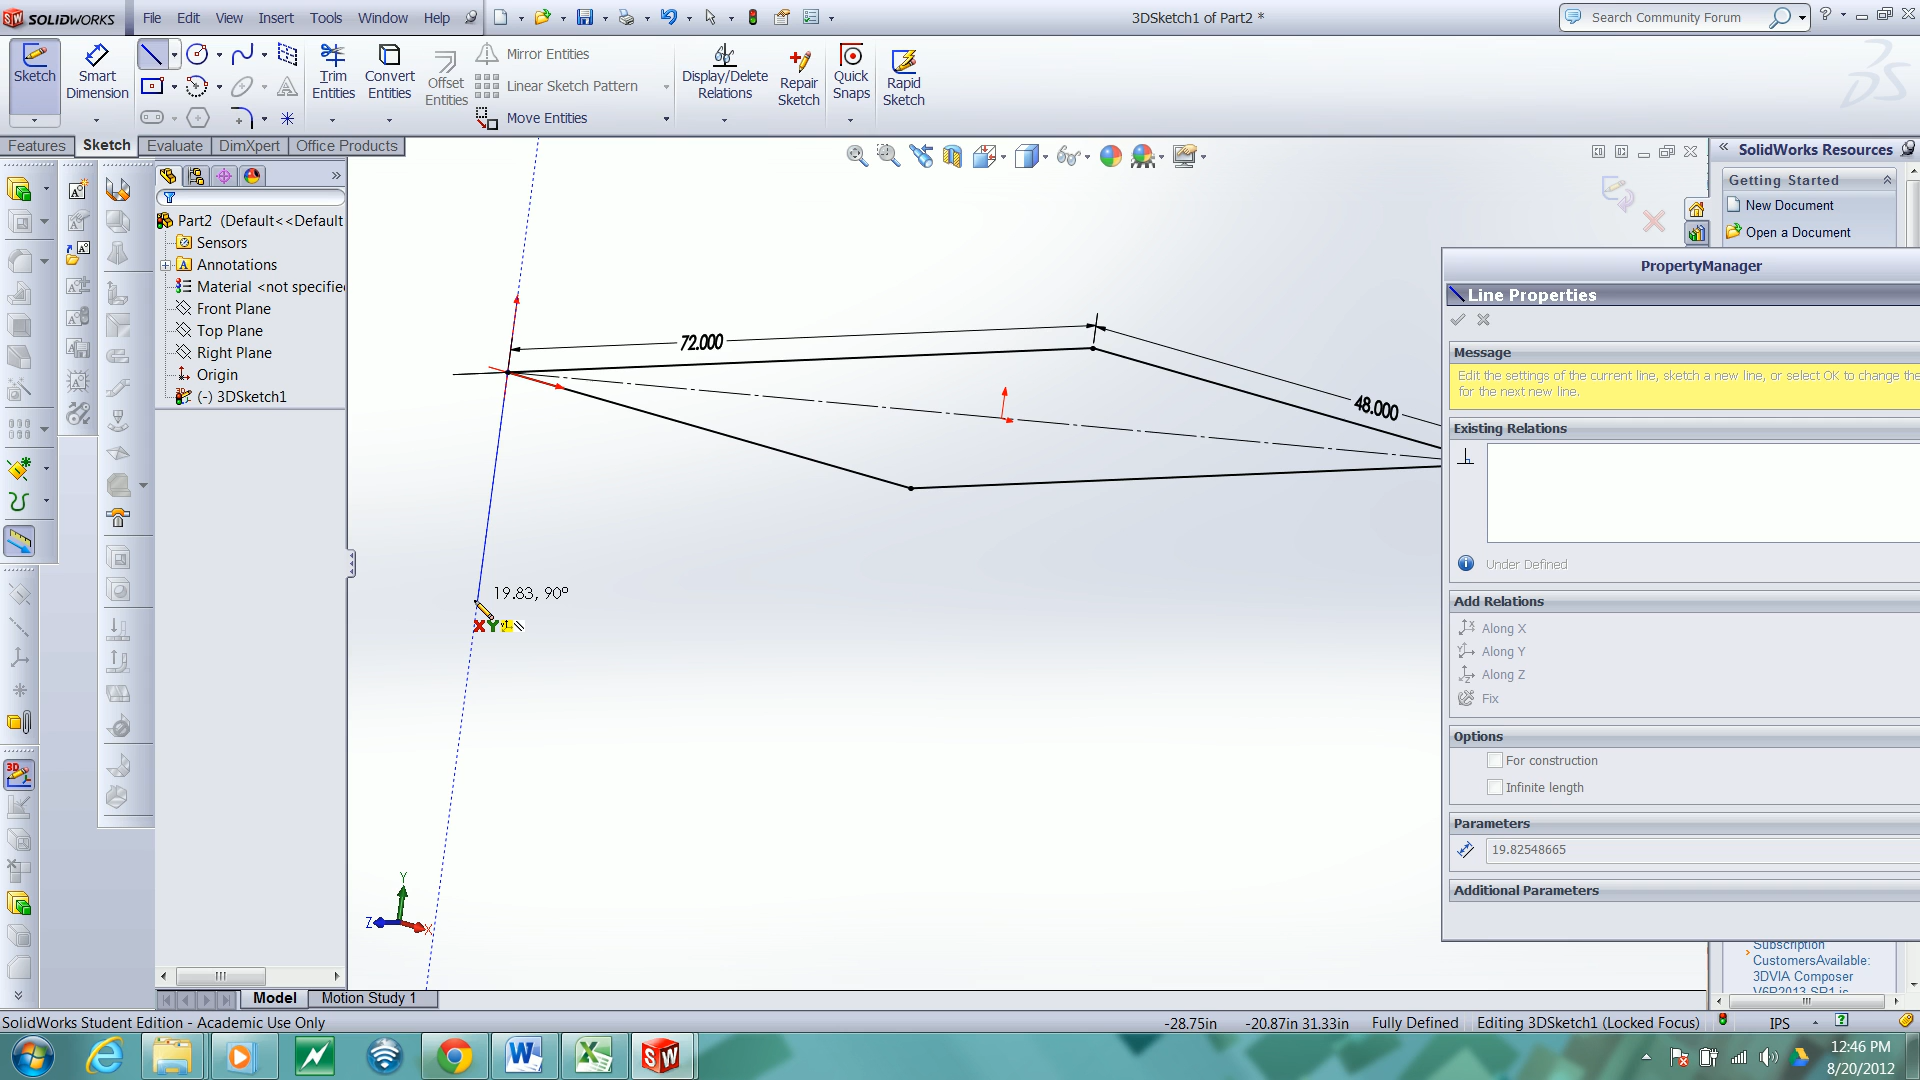 SOLIDWORKS File Edit View Insert Tools Window Help 3DSketch1 of Part2 * Search Community Forum
Sketch Smart Dimension Trim Entities Convert Entities Offset Entities Mirror Entities Linear Sketch Pattern Move Entities Display/Delete Relations Repair Sketch Quick Snaps Rapid Sketch
Features Sketch Evaluate DimXpert Office Products
SolidWorks Resources
Getting Started
New Document
Open a Document
Part2 (Default<<Default
Sensors
Annotations
Material <not specifie
Front Plane
Top Plane
Right Plane
Origin
(-) 3DSketch1
72.000
48.000
19.83, 90°
XY
Y
Z
X
PropertyManager
Line Properties
Message
Edit the settings of the current line, sketch a new line, or select OK to change the
for the next new line.
Existing Relations
Under Defined
Add Relations
Along X
Along Y
Along Z
Fix
Options
For construction
Infinite length
Parameters
19.82548665
Additional Parameters
Subscription
CustomersAvailable:
3DVIA Composer
V6R2013 SP1 is
Model Motion Study 1
SolidWorks Student Edition - Academic Use Only -28.75in -20.87in 31.33in Fully Defined Editing 3DSketch1 (Locked Focus) IPS
12:46 PM
8/20/2012